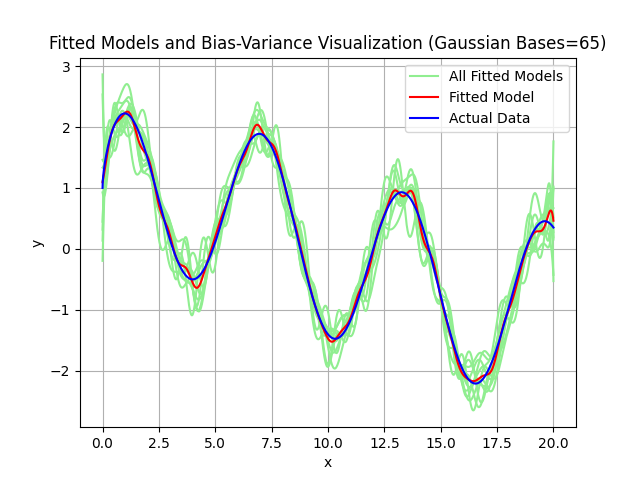 Fitted Models and Bias-Variance Visualization (Gaussian Bases=65)
All Fitted Models
Fitted Model
Actual Data
3
2
1
0
−1
−2
y
0.0 2.5 5.0 7.5 10.0 12.5 15.0 17.5 20.0
x